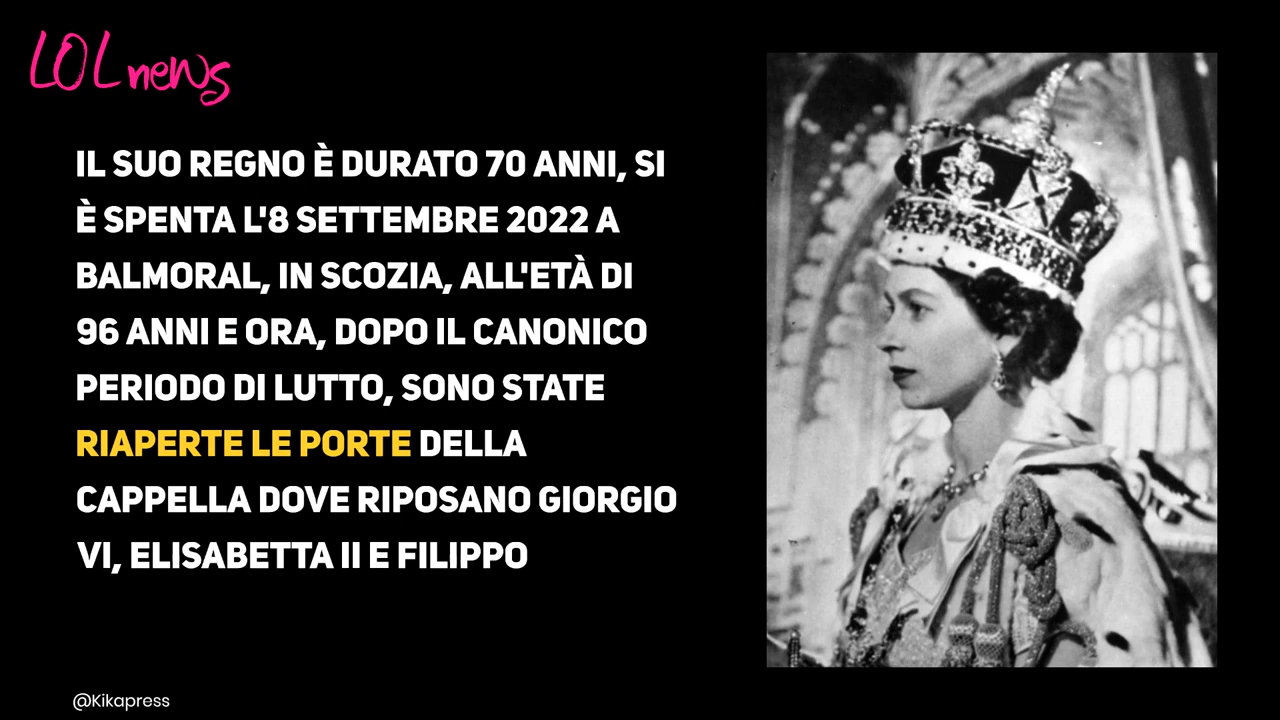 LOL news
IL SUO REGNO È DURATO 70 ANNI, SI
È SPENTA L'8 SETTEMBRE 2022 A
BALMORAL, IN SCOZIA, ALL'ETÀ DI
96 ANNI E ORA, DOPO IL CANONICO
PERIODO DI LUTTO, SONO STATE
RIAPERTE LE PORTE DELLA
CAPPELLA DOVE RIPOSANO GIORGIO
VI, ELISABETTA II E FILIPPO
@Kikapress